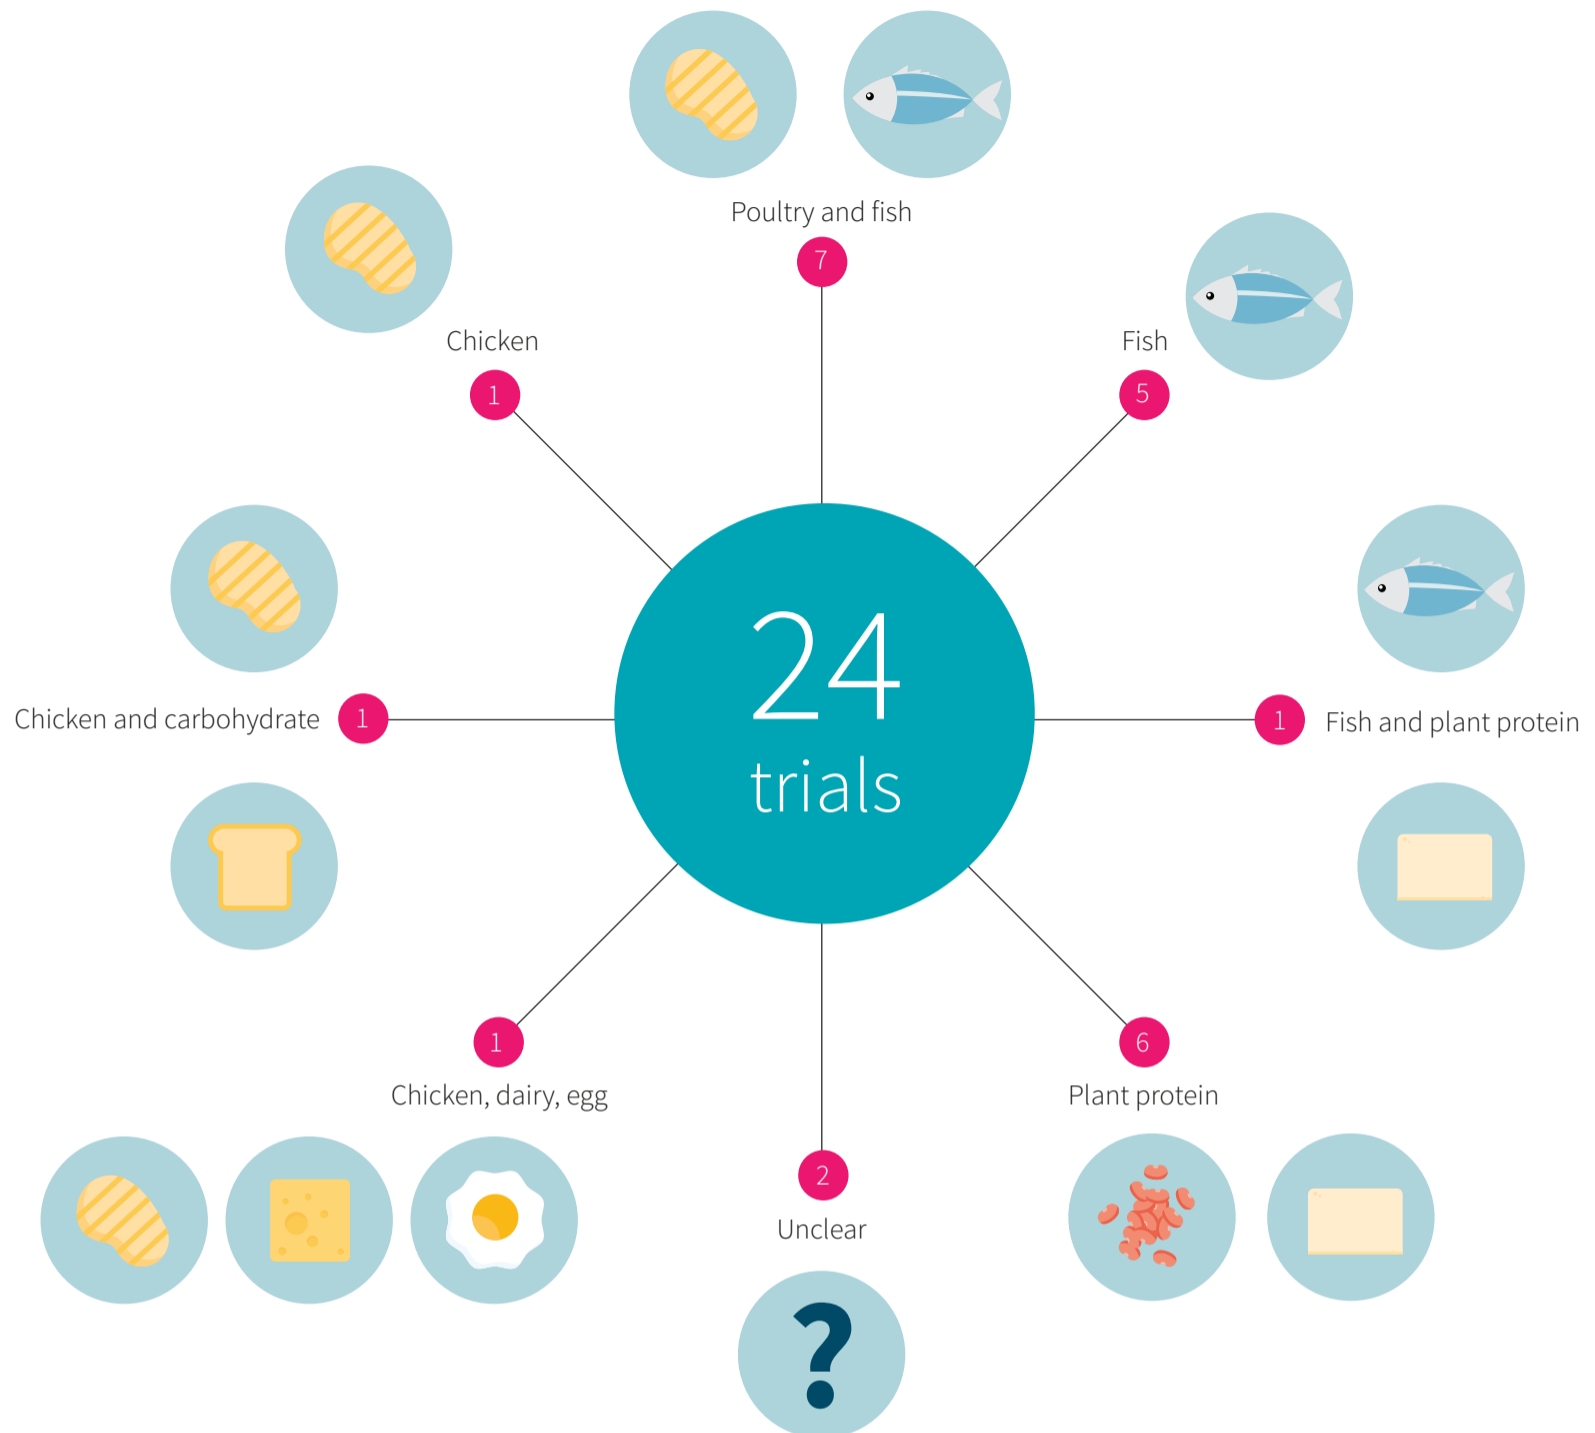 Poultry and fish
7
Chicken
1
Fish
5
24
trials
Chicken and carbohydrate
1
1
Fish and plant protein
1
Chicken, dairy, egg
6
Plant protein
2
Unclear
?